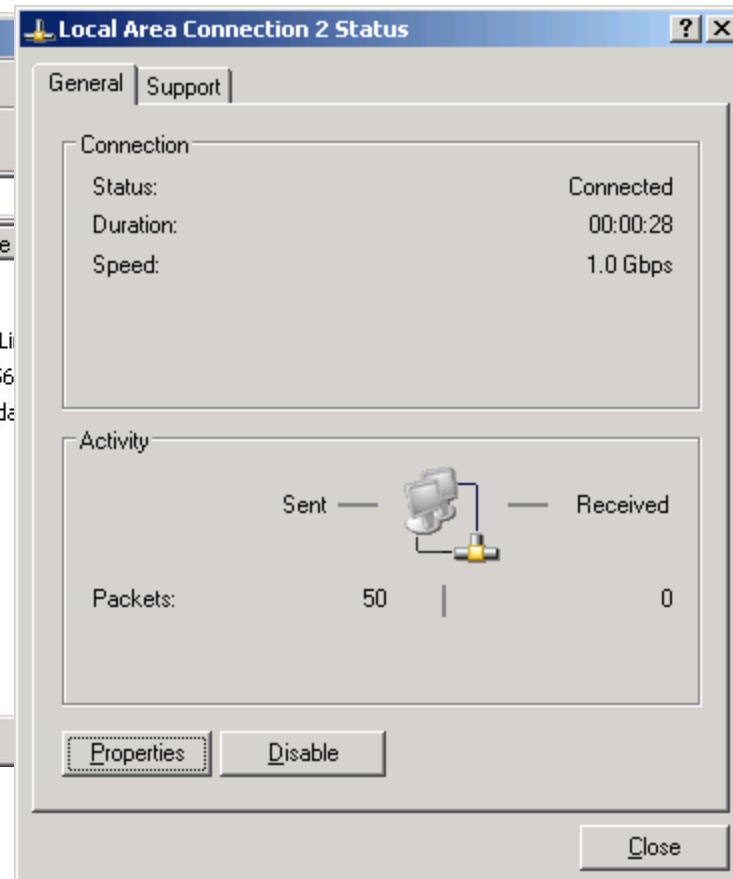 Local Area Connection 2 Status
General Support
Connection
Status: Connected
Duration: 00:00:28
Speed: 1.0 Gbps
Activity
Sent Received
Packets: 50 0
Properties Disable
Close